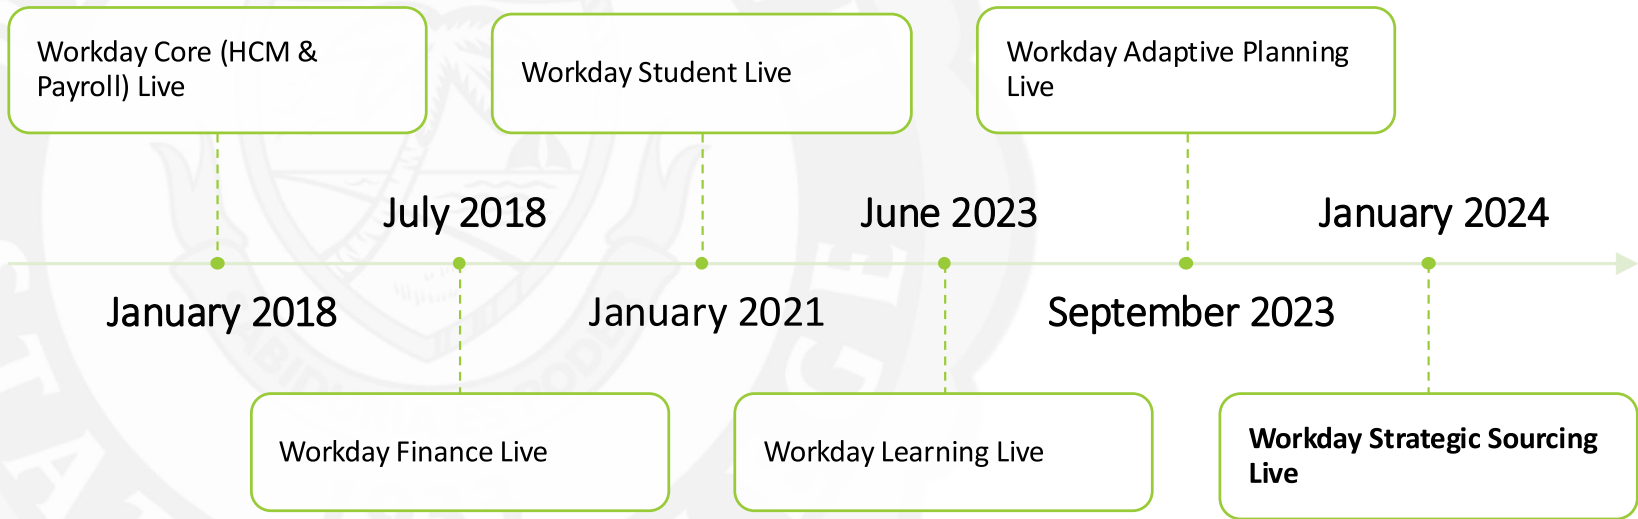 Workday Core (HCM &
Payroll) Live
Workday Student Live
Workday Adaptive Planning
Live
July 2018
June 2023
January 2024
January 2018
January 2021
September 2023
Workday Finance Live
Workday Learning Live
Workday Strategic Sourcing
Live